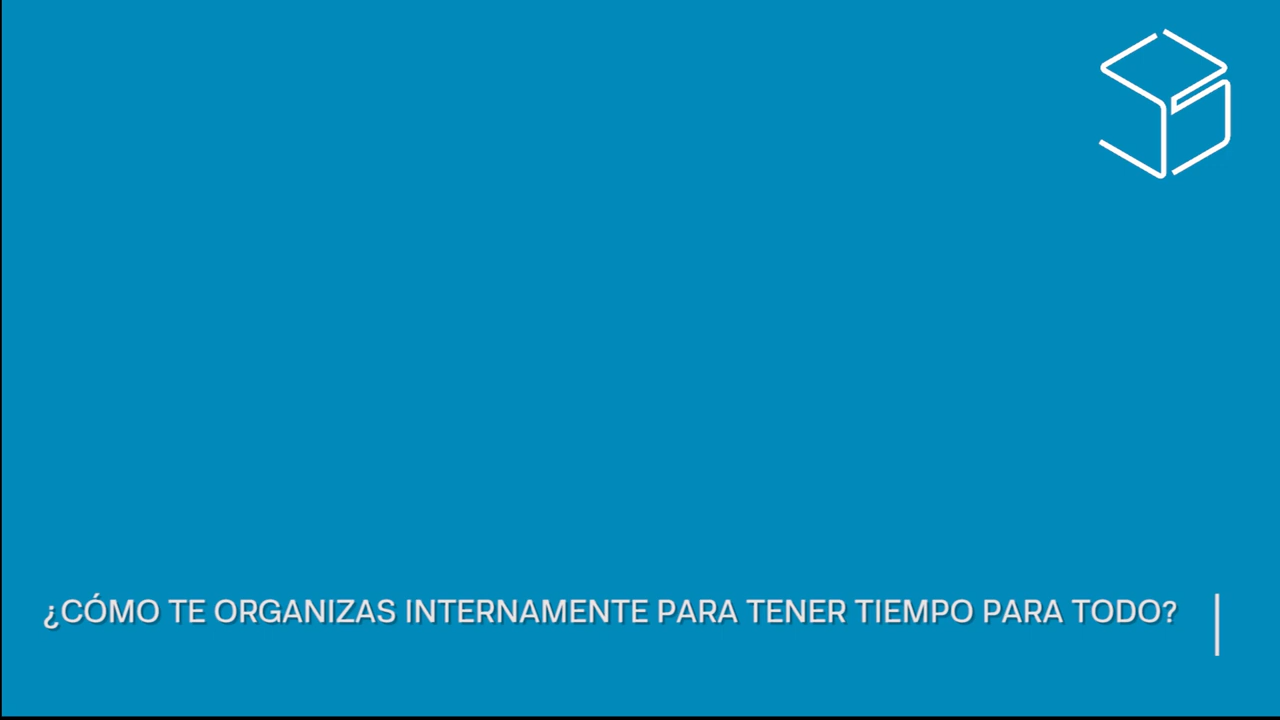 ¿CÓMO TE ORGANIZAS INTERNAMENTE PARA TENER TIEMPO PARA TODO?